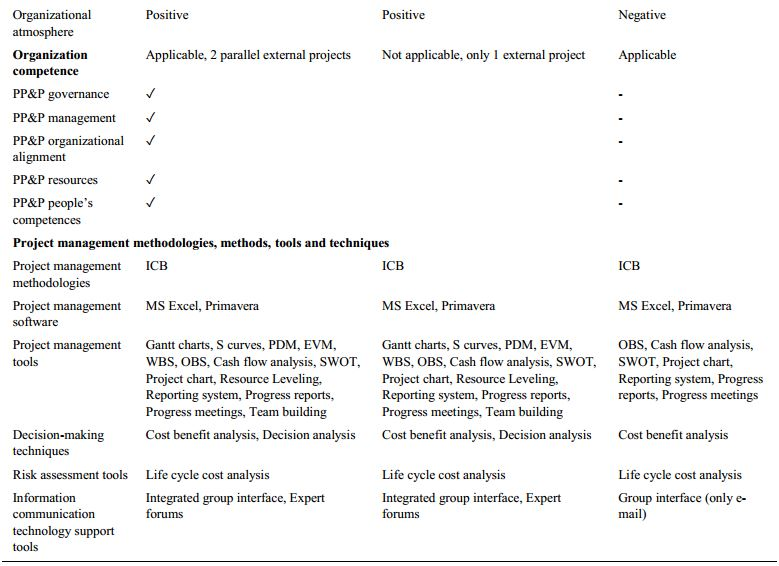 Organizational Positive Positive Negative
atmosphere
Organization Applicable, 2 parallel external projects Not applicable, only 1 external project Applicable
competence
PP&P governance ✓ -
PP&P management ✓ -
PP&P organizational ✓ -
alignment
PP&P resources ✓ -
PP&P people’s ✓ -
competences
Project management methodologies, methods, tools and techniques
Project management ICB ICB ICB
methodologies
Project management MS Excel, Primavera MS Excel, Primavera MS Excel, Primavera
software
Project management Gantt charts, S curves, PDM, EVM, Gantt charts, S curves, PDM, EVM, OBS, Cash flow analysis,
tools WBS, OBS, Cash flow analysis, SWOT, WBS, OBS, Cash flow analysis, SWOT, SWOT, Project chart,
Project chart, Resource Leveling, Project chart, Resource Leveling, Reporting system, Progress
Reporting system, Progress reports, Reporting system, Progress reports, reports, Progress meetings
Progress meetings, Team building Progress meetings, Team building
Decision-making Cost benefit analysis, Decision analysis Cost benefit analysis, Decision analysis Cost benefit analysis
techniques
Risk assessment tools Life cycle cost analysis Life cycle cost analysis Life cycle cost analysis
Information Integrated group interface, Expert Integrated group interface, Expert Group interface (only e-
communication forums forums mail)
technology support
tools